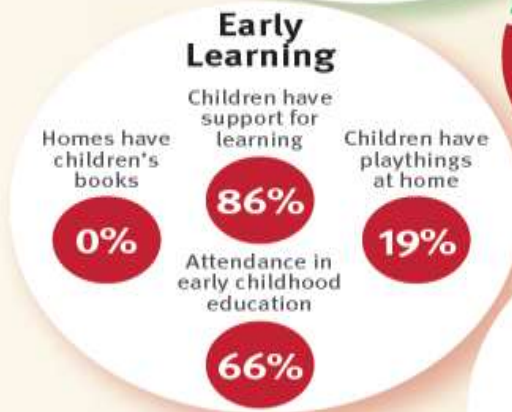 Early
Learning
Children have
support for
learning
86%
Homes have
children's
books
0%
Children have
playthings
at home
19%
Attendance in
early childhood
education
66%